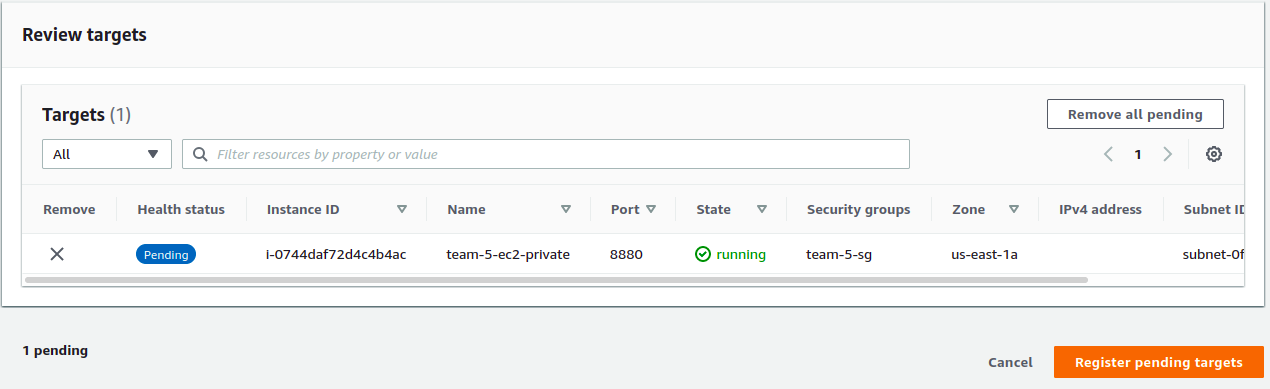 Review targets
Targets (1)
Remove all pending
All
Filter resources by property or value
1
Remove Health status Instance ID Name Port State Security groups Zone IPv4 address Subnet ID
Pending i-0744daf72d4c4b4ac team-5-ec2-private 8880 running team-5-sg us-east-1a subnet-0f
1 pending
Cancel
Register pending targets